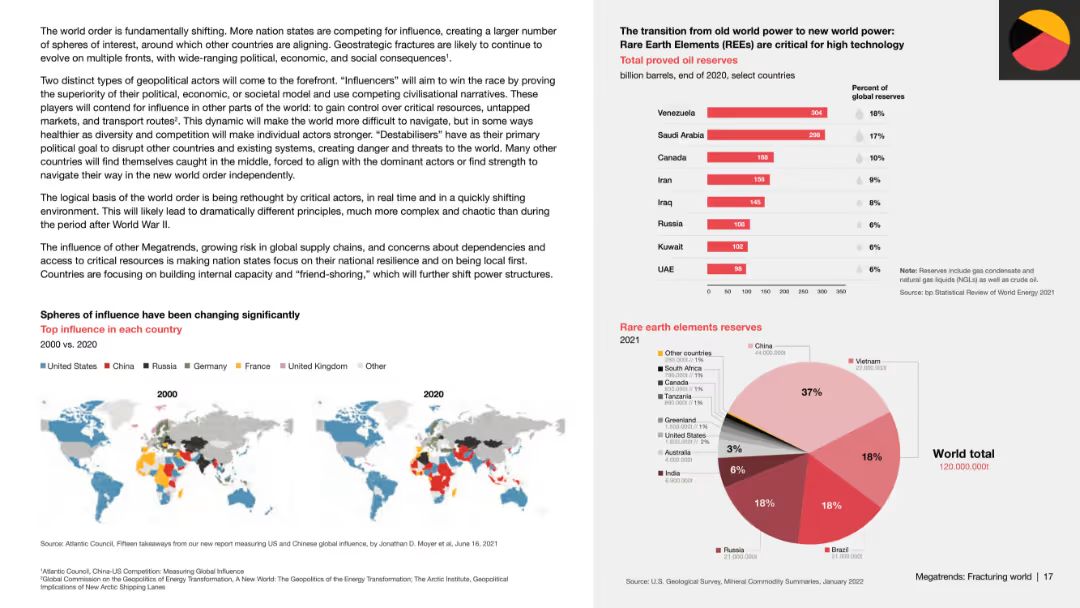 The world order is fundamentally shifting. More nation states are competing for influence, creating a larger number
of spheres of interest, around which other countries are aligning. Geostrategic fractures are likely to continue to
evolve on multiple fronts, with wide-ranging political, economic, and social consequences¹.
Two distinct types of geopolitical actors will come to the forefront. “Influencers” will aim to win the race by proving
the superiority of their political, economic, or societal model and use competing civilisational narratives. These
players will contend for influence in other parts of the world: to gain control over critical resources, untapped
markets, and transport routes². This dynamic will make the world more difficult to navigate, but in some ways
healthier as diversity and competition will make individual actors stronger. “Destabilisers” have as their primary
political goal to disrupt other countries and existing systems, creating danger and threats to the world. Many other
countries will find themselves caught in the middle, forced to align with the dominant actors or find strength to
navigate their way in the new world order independently.
The logical basis of the world order is being rethought by critical actors, in real time and in a quickly shifting
environment. This will likely lead to dramatically different principles, much more complex and chaotic than during
the period after World War II.
The influence of other Megatrends, growing risk in global supply chains, and concerns about dependencies and
access to critical resources is making nation states focus on their national resilience and on being local first.
Countries are focusing on building internal capacity and “friend-shoring,” which will further shift power structures.
Spheres of influence have been changing significantly
Top influence in each country
2000 vs. 2020
United States China Russia Germany France United Kingdom Other
2000
2020
Source: Atlantic Council, Fifteen takeaways from our new report measuring US and Chinese global influence, by Jonathan D. Moyer et al, June 16, 2021
¹Atlantic Council, China-US Competition: Measuring Global Influence
²Global Commission on the Geopolitics of Energy Transformation, A New World: The Geopolitics of the Energy Transformation; The Arctic Institute, Geopolitical
Implications of New Arctic Shipping Lanes
The transition from old world power to new world power:
Rare Earth Elements (REEs) are critical for high technology
Total proved oil reserves
billion barrels, end of 2020, select countries
Percent of
global reserves
Venezuela 304 18%
Saudi Arabia 298 17%
Canada 168 10%
Iran 158 9%
Iraq 145 8%
Russia 8%
Kuwait 102 6%
UAE 98 6%
0 50 100 150 200 250 300 350
Note: Reserves include gas condensate and
natural gas liquids (NGLs) as well as crude oil.
Source: bp Statistical Review of World Energy 2021
Rare earth elements reserves
2021
China
44.000.000t
Vietnam
22.000.000t
Other countries
1%
South Africa
1%
Canada
1%
Tanzania
1%
Greenland
1%
United States
2%
Australia
4.000.000t
India
6.900.000t
Russia
21.000.000t
Brazil
21.000.000t
37%
18%
18%
18%
6%
3%
World total
120.000.000t
Source: U.S. Geological Survey, Mineral Commodity Summaries, January 2022
Megatrends: Fracturing world | 17